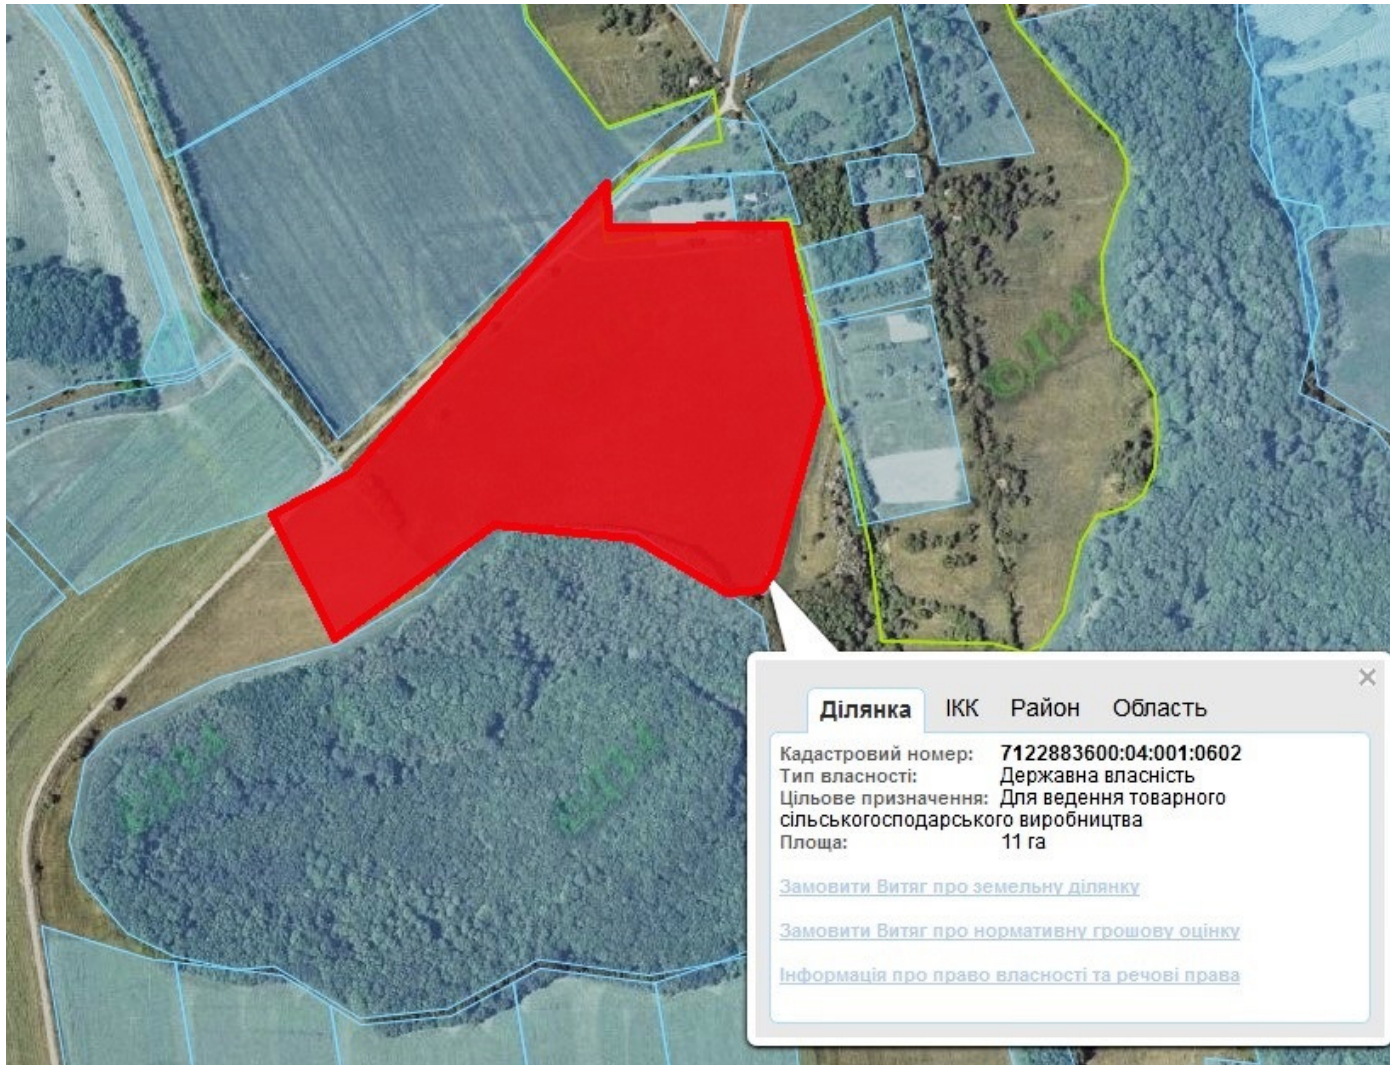 Ділянка ІКК Район Область
Кадастровий номер: 7122883600:04:001:0602
Тип власності: Державна власність
Цільове призначення: Для ведення товарного
сільськогосподарського виробництва
Площа: 11 га
Замовити Витяг про земельну ділянку
Замовити Витяг про нормативну грошову оцінку
Інформація про право власності та речові права